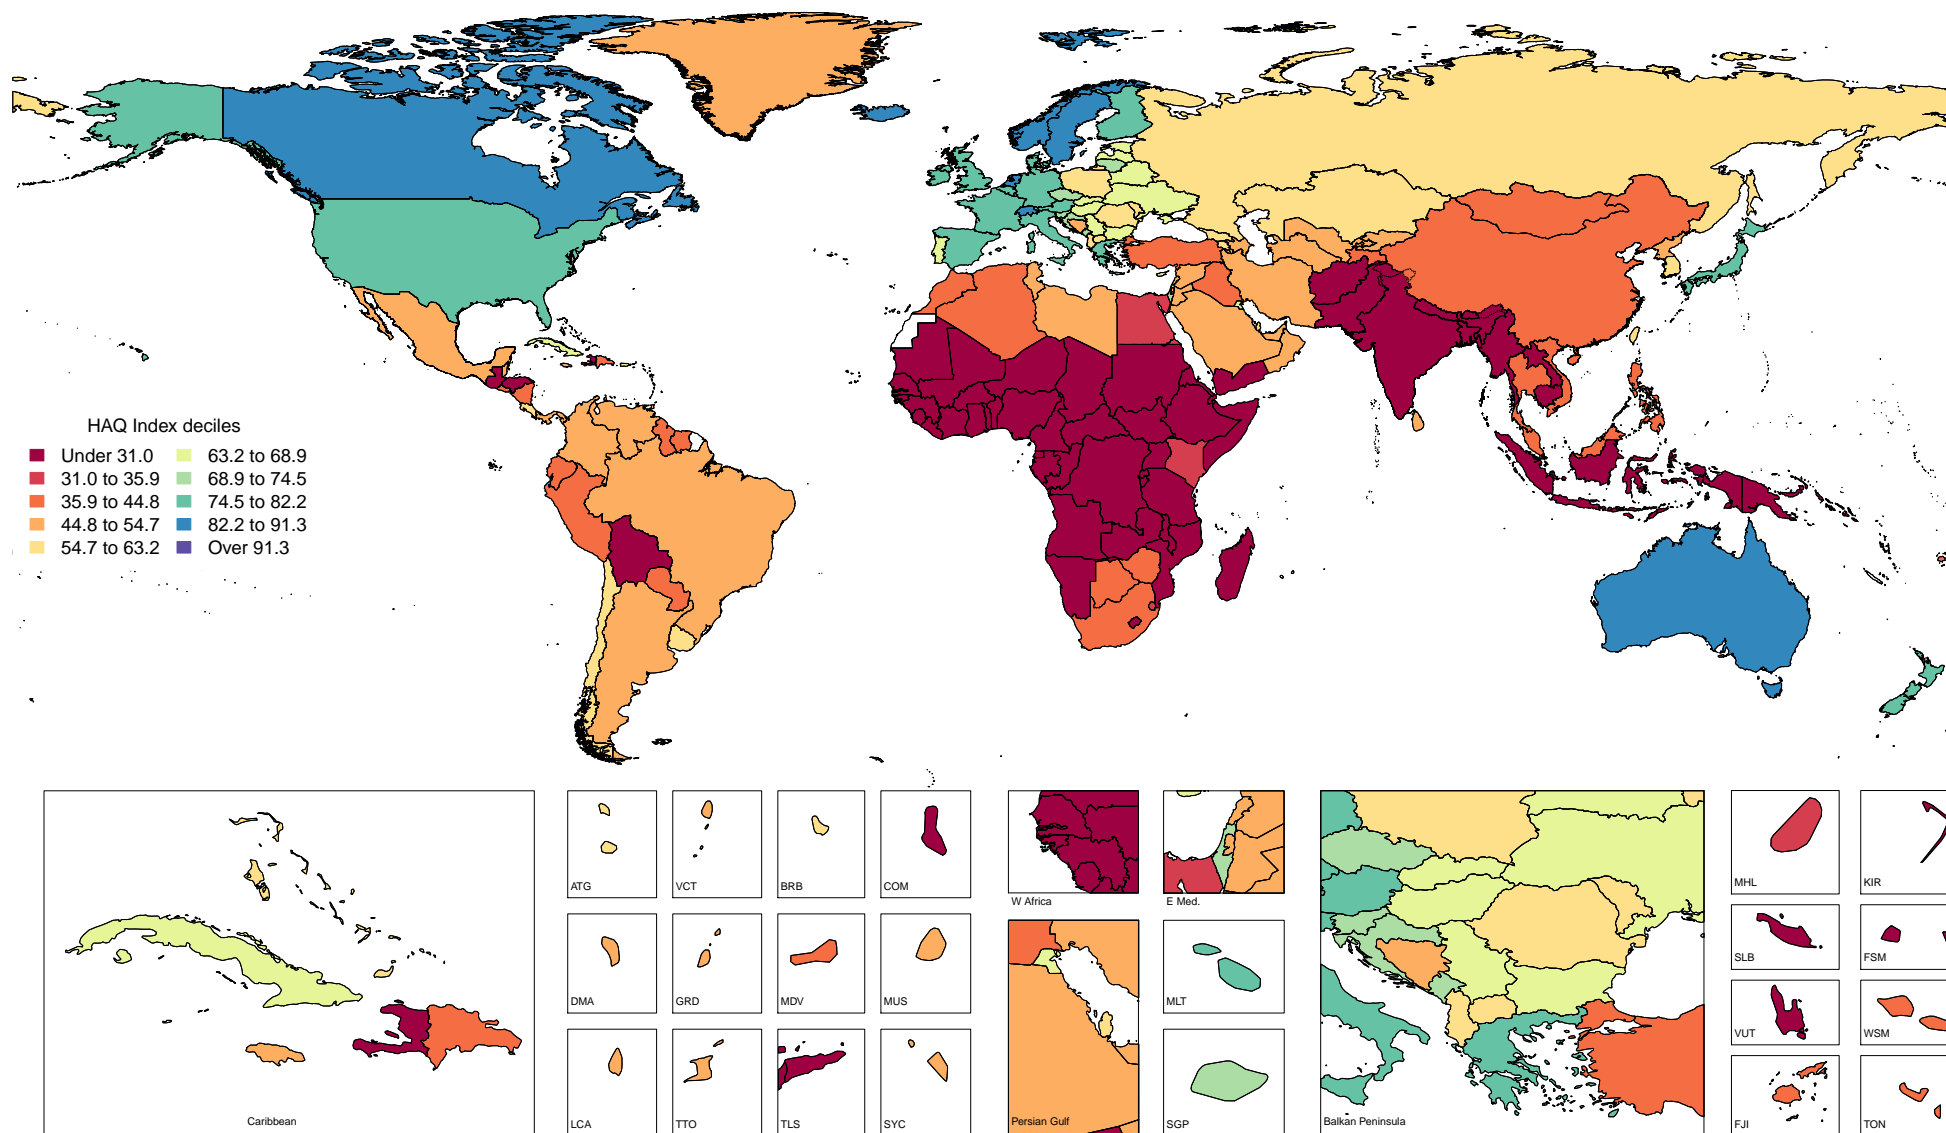 HAQ Index deciles
Under 31.0
31.0 to 35.9
35.9 to 44.8
44.8 to 54.7
54.7 to 63.2
63.2 to 68.9
68.9 to 74.5
74.5 to 82.2
82.2 to 91.3
Over 91.3
Caribbean
ATG
VCT
BRB
COM
DMA
GRD
MDV
MUS
LCA
TTO
TLS
SYC
W Africa
E Med.
Persian Gulf
MLT
SGP
Balkan Peninsula
MHL
KIR
SLB
FSM
VUT
WSM
FJI
TON